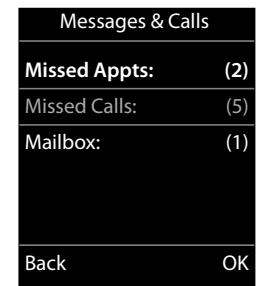 Messages & Calls
Missed Appts: (2)
Missed Calls: (5)
Mailbox: (1)
Back OK